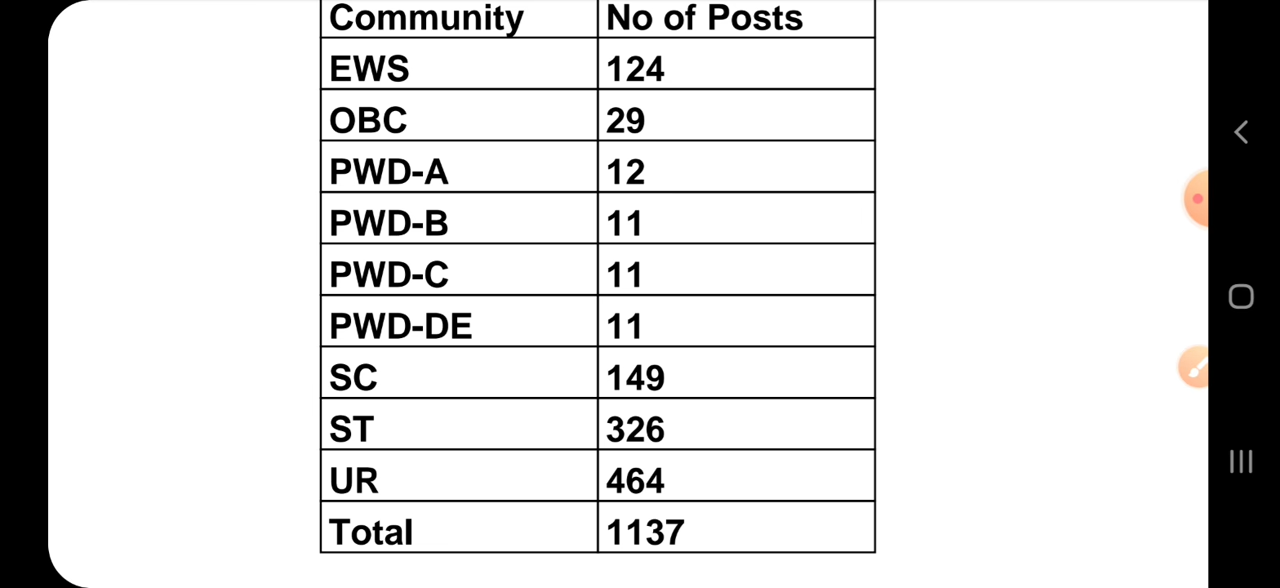 Community No of Posts
EWS 124
OBC 29
PWD-A 12
PWD-B 11
PWD-C 11
PWD-DE 11
SC 149
ST 326
UR 464
Total 1137